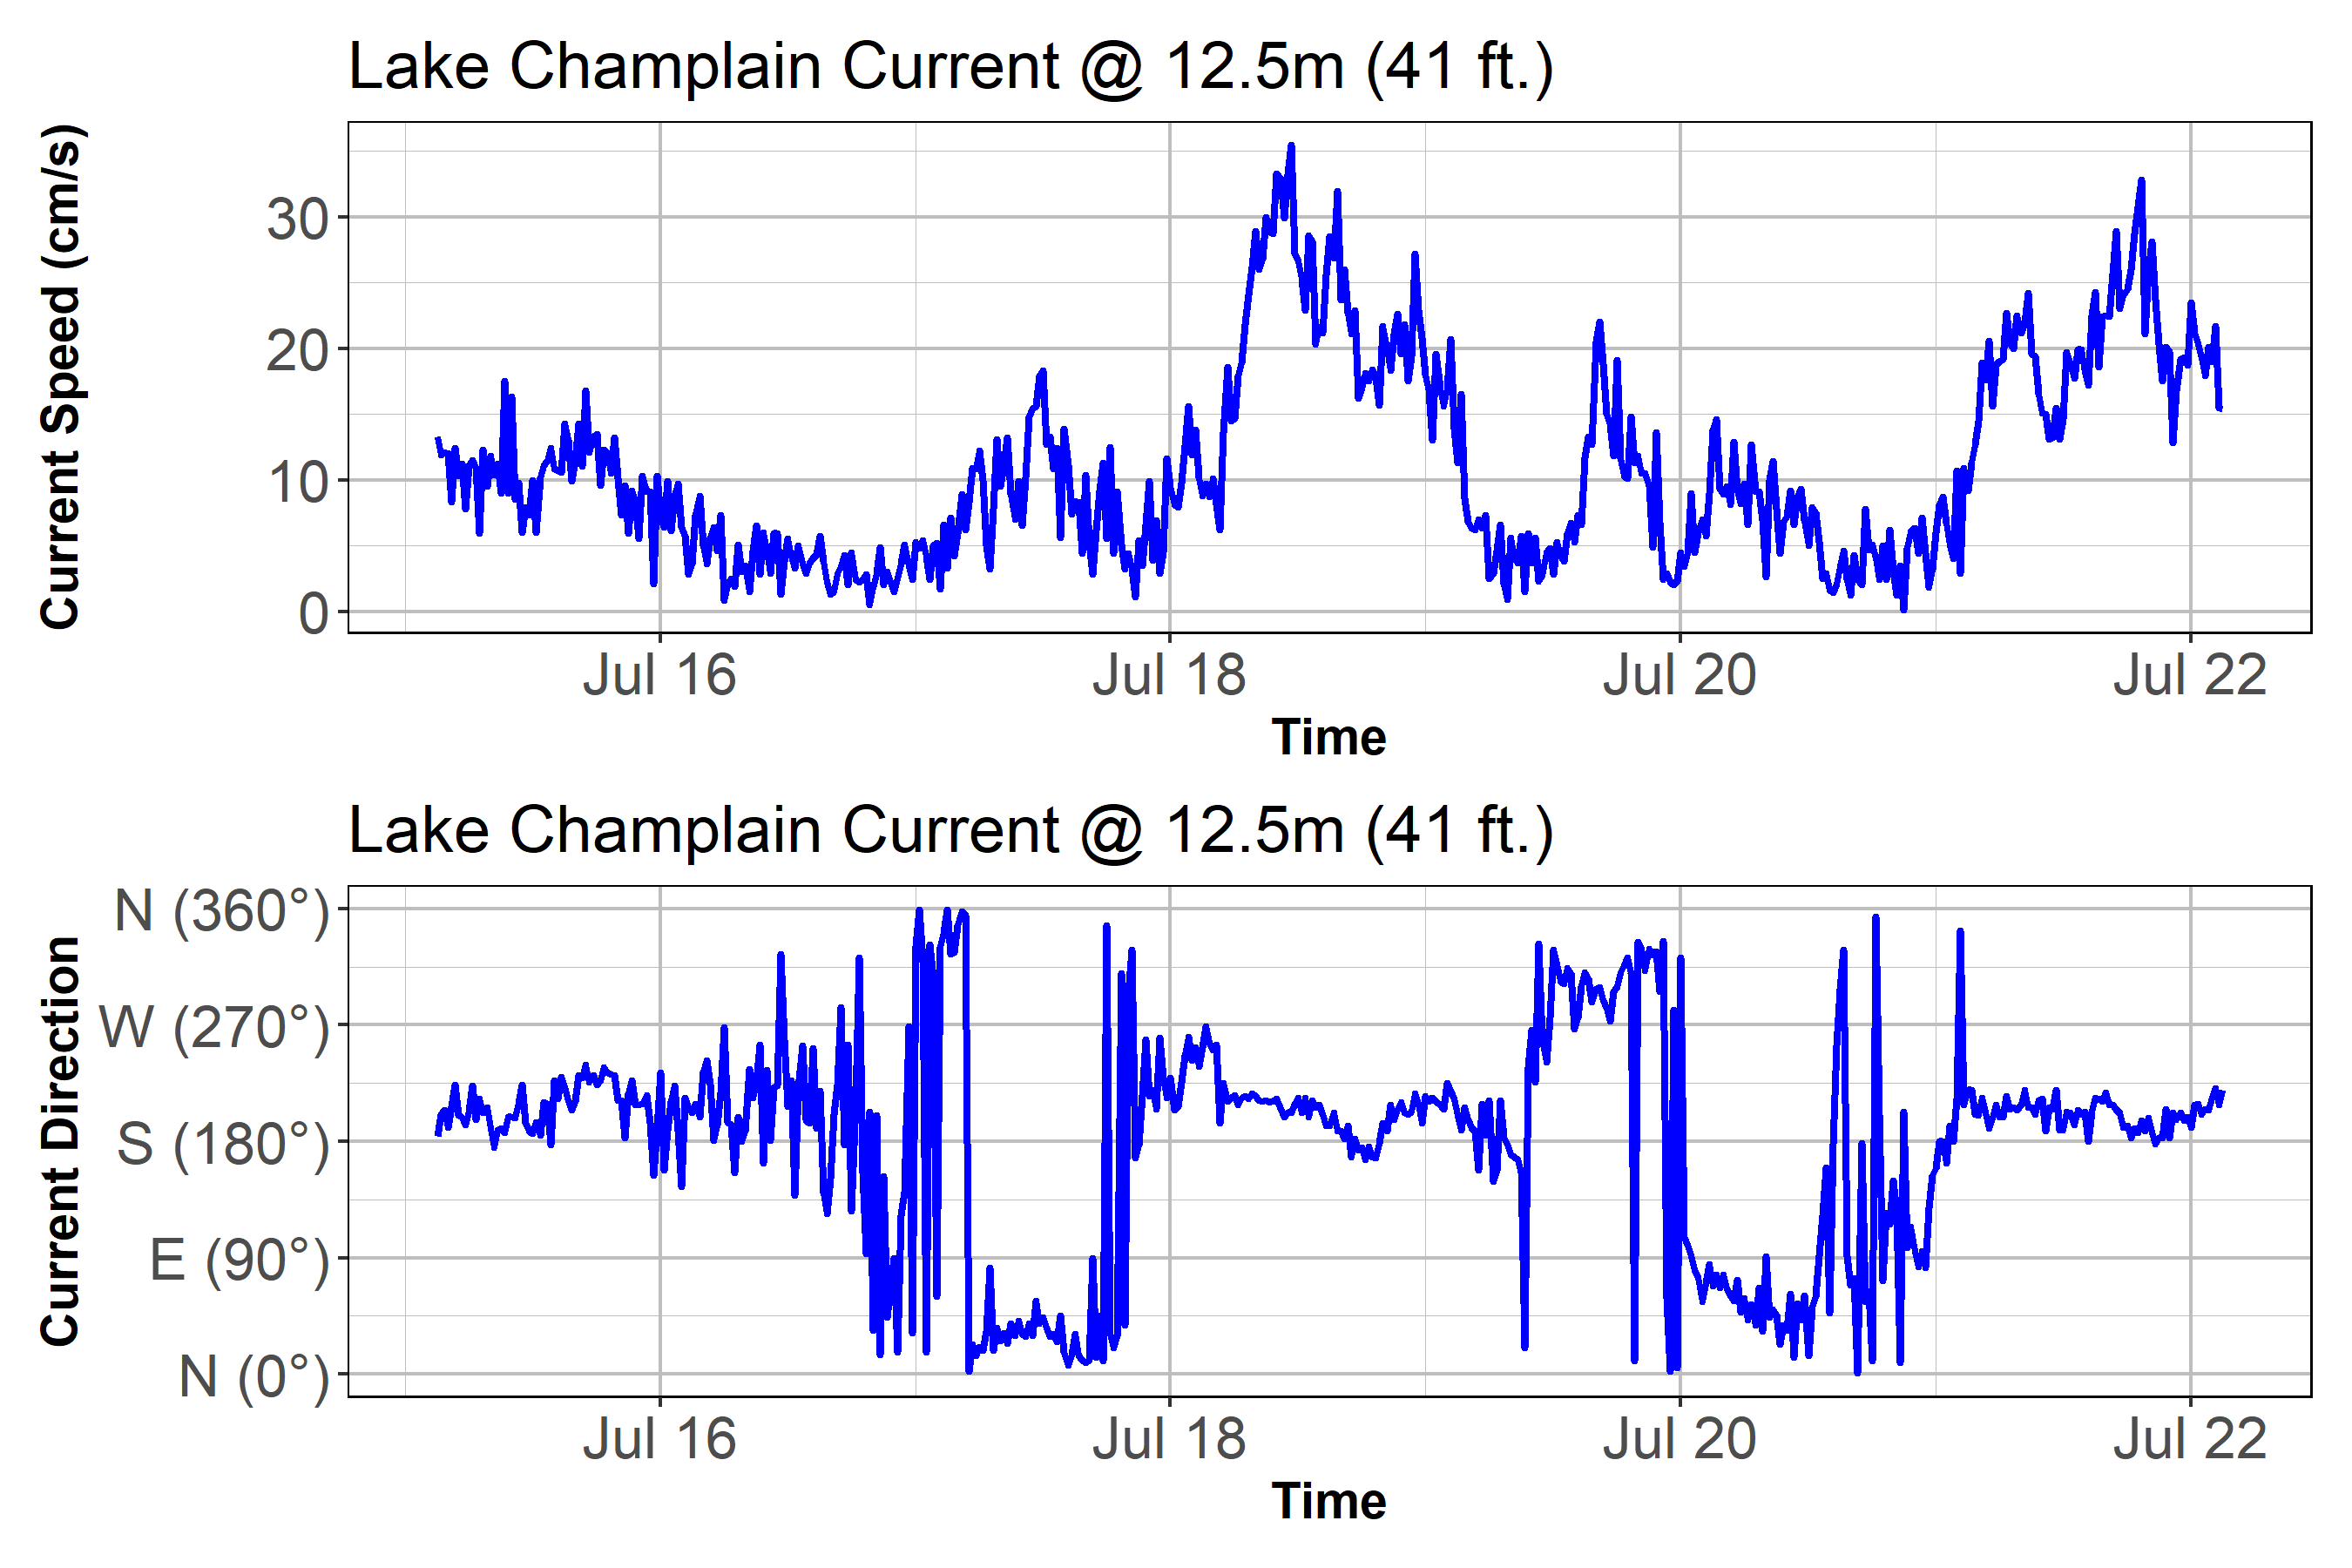 Lake Champlain Current @ 12.5m (41 ft.)
Current Speed (cm/s)
30
20
10
0
Jul 16 Jul 18 Jul 20 Jul 22
Time
Lake Champlain Current @ 12.5m (41 ft.)
Current Direction
N (360°)
W (270°)
S (180°)
E (90°)
N (0°)
Jul 16 Jul 18 Jul 20 Jul 22
Time